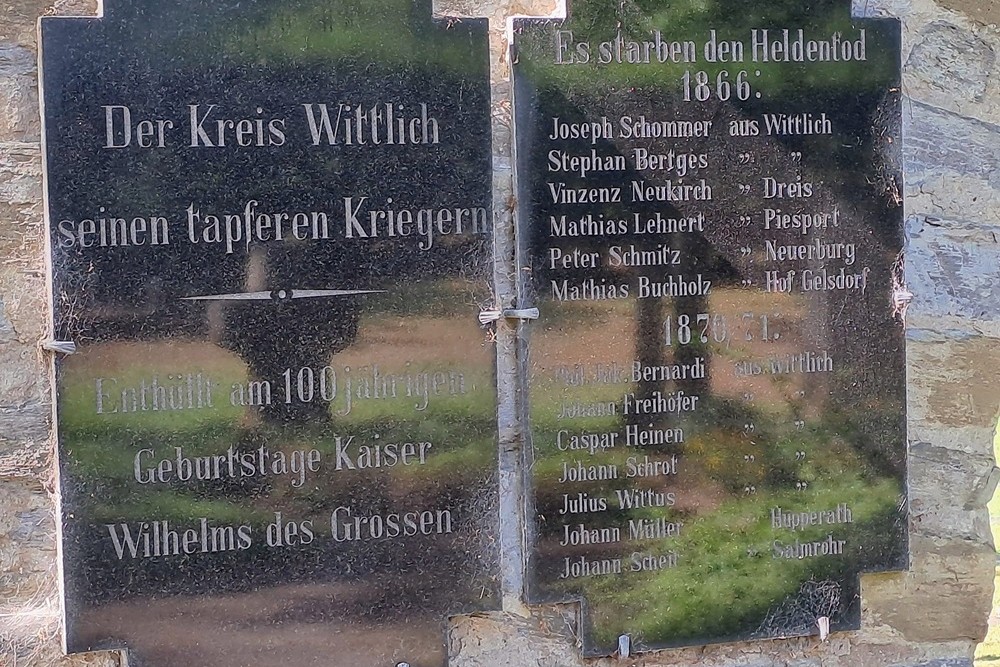 Der Kreis Wittlich
seinen tapferen Kriegern
Enthüllt am 100jährigen
Geburtstage Kaiser
Wilhelms des Grossen
Es starben den Heldentod
1866:
Joseph Schommer aus Wittlich
Stephan Bertges " "
Vinzenz Neukirch " Dreis
Mathias Lehnert " Piesport
Peter Schmitz " Neuerburg
Mathias Buchholz " Hof Gelsdorf
1870/71:
Phil. Jak. Bernardi aus Wittlich
Johann Freihöfer " "
Caspar Heinen " "
Johann Schrot " "
Julius Wittus " "
Johann Müller " Hupperath
Johann Scheit " Salmrohr